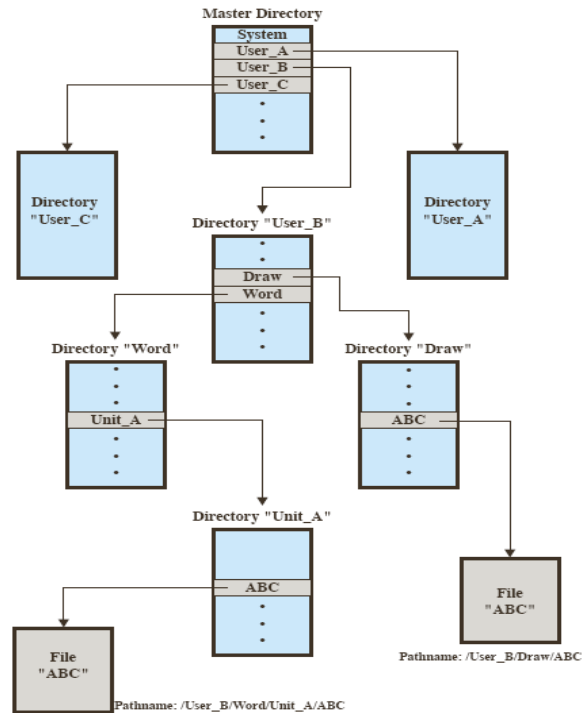 Master Directory
System
User_A
User_B
User_C
Directory
"User_C"
Directory
"User_A"
Directory "User_B"
Draw
Word
Directory "Word"
Unit_A
Directory "Draw"
ABC
Directory "Unit_A"
ABC
File
"ABC"
Pathname: /User_B/Draw/ABC
File
"ABC"
Pathname: /User_B/Word/Unit_A/ABC